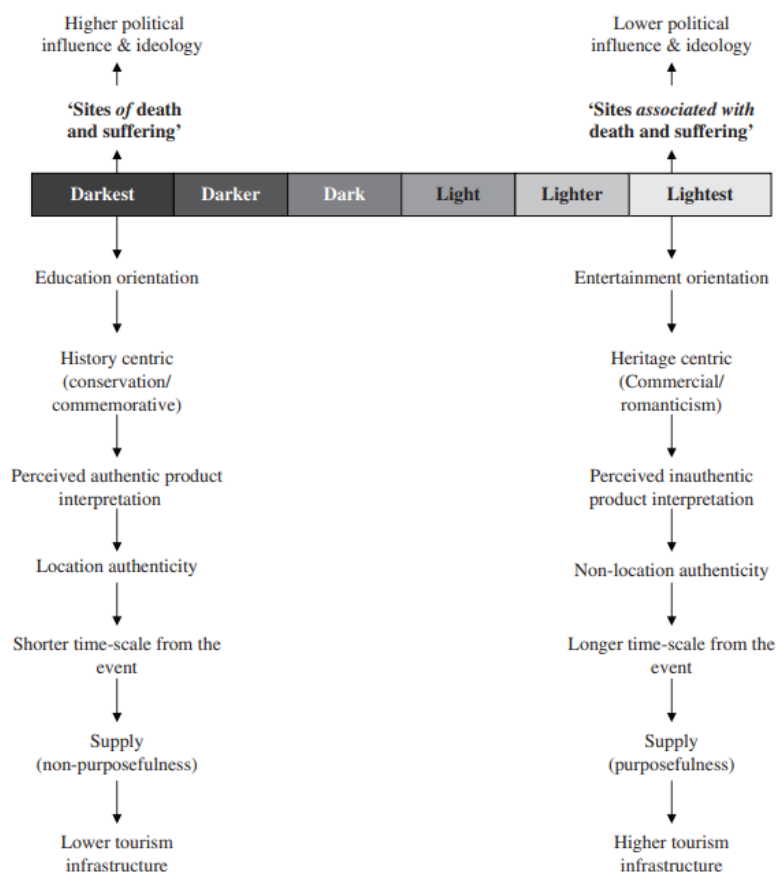 Higher political
influence & ideology
Lower political
influence & ideology
‘Sites of death
and suffering’
‘Sites associated with
death and suffering’
Darkest Darker Dark Light Lighter Lightest
Education orientation
Entertainment orientation
History centric
(conservation/
commemorative)
Heritage centric
(Commercial/
romanticism)
Perceived authentic product
interpretation
Perceived inauthentic
product interpretation
Location authenticity
Non-location authenticity
Shorter time-scale from the
event
Longer time-scale from the
event
Supply
(non-purposefulness)
Supply
(purposefulness)
Lower tourism
infrastructure
Higher tourism
infrastructure